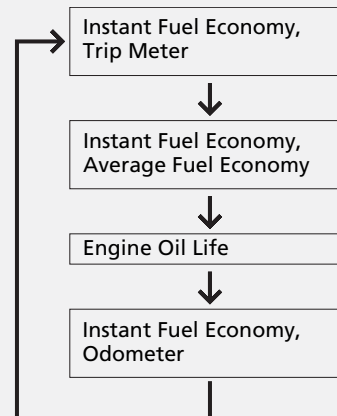 Instant Fuel Economy,
Trip Meter
Instant Fuel Economy,
Average Fuel Economy
Engine Oil Life
Instant Fuel Economy,
Odometer